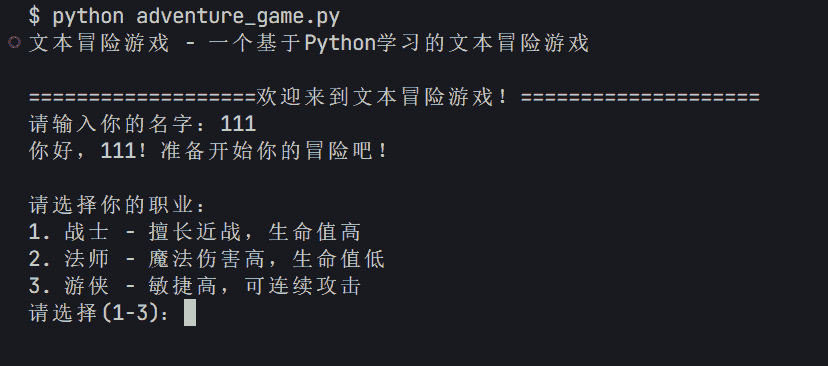 $ python adventure_game.py
文本冒险游戏 - 一个基于Python学习的文本冒险游戏
===================欢迎来到文本冒险游戏！====================
请输入你的名字：111
你好，111！准备开始你的冒险吧！
请选择你的职业：
1. 战士 - 擅长近战，生命值高
2. 法师 - 魔法伤害高，生命值低
3. 游侠 - 敏捷高，可连续攻击
请选择(1-3)：